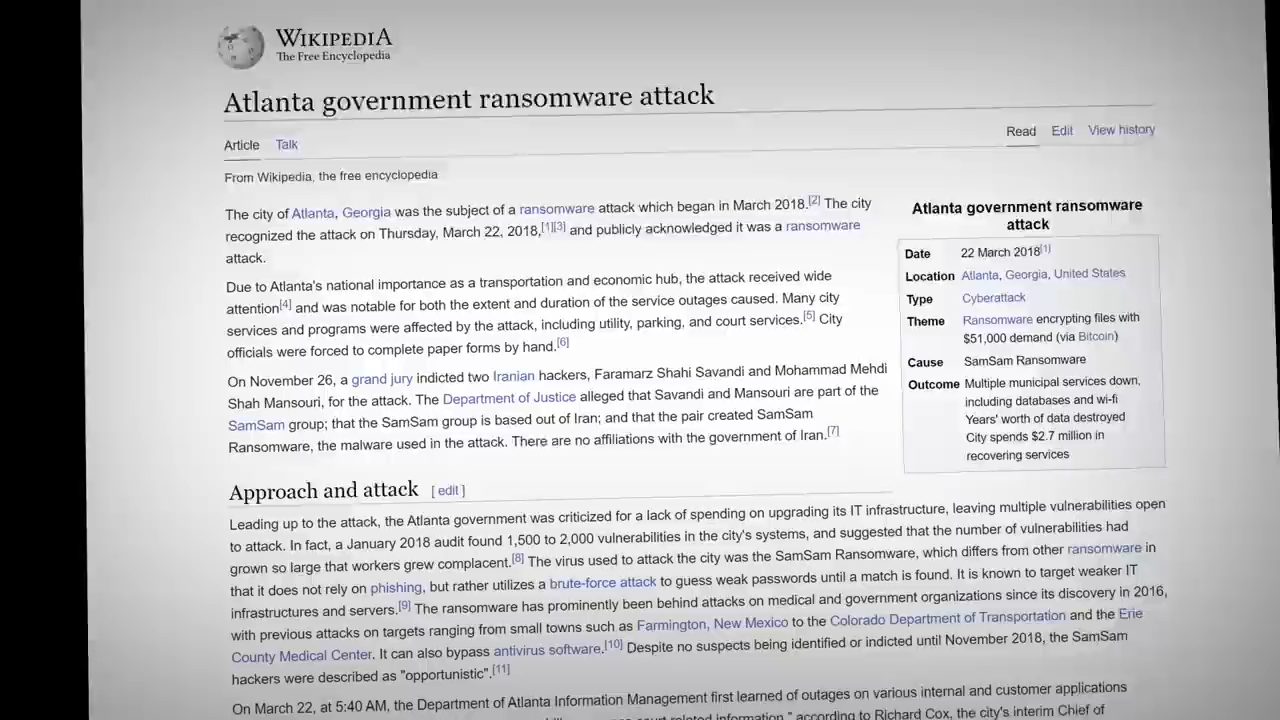 WIKIPEDIA
The Free Encyclopedia
Atlanta government ransomware attack
Article Talk
Read Edit View history
From Wikipedia, the free encyclopedia
The city of Atlanta, Georgia was the subject of a ransomware attack which began in March 2018.[2] The city
recognized the attack on Thursday, March 22, 2018,[1][3] and publicly acknowledged it was a ransomware
attack.
Due to Atlanta's national importance as a transportation and economic hub, the attack received wide
attention[4] and was notable for both the extent and duration of the service outages caused. Many city
services and programs were affected by the attack, including utility, parking, and court services.[5] City
officials were forced to complete paper forms by hand.[6]
On November 26, a grand jury indicted two Iranian hackers, Faramarz Shahi Savandi and Mohammad Mehdi
Shah Mansouri, for the attack. The Department of Justice alleged that Savandi and Mansouri are part of the
SamSam group; that the SamSam group is based out of Iran; and that the pair created SamSam
Ransomware, the malware used in the attack. There are no affiliations with the government of Iran.[7]
Atlanta government ransomware
attack
Date 22 March 2018[1]
Location Atlanta, Georgia, United States
Type Cyberattack
Theme Ransomware encrypting files with
$51,000 demand (via Bitcoin)
Cause SamSam Ransomware
Outcome Multiple municipal services down,
including databases and wi-fi
Years' worth of data destroyed
City spends $2.7 million in
recovering services
Approach and attack [ edit ]
Leading up to the attack, the Atlanta government was criticized for a lack of spending on upgrading its IT infrastructure, leaving multiple vulnerabilities open
to attack. In fact, a January 2018 audit found 1,500 to 2,000 vulnerabilities in the city's systems, and suggested that the number of vulnerabilities had
grown so large that workers grew complacent.[8] The virus used to attack the city was the SamSam Ransomware, which differs from other ransomware in
that it does not rely on phishing, but rather utilizes a brute-force attack to guess weak passwords until a match is found. It is known to target weaker IT
infrastructures and servers.[9] The ransomware has prominently been behind attacks on medical and government organizations since its discovery in 2016,
with previous attacks on targets ranging from small towns such as Farmington, New Mexico to the Colorado Department of Transportation and the Erie
County Medical Center. It can also bypass antivirus software.[10] Despite no suspects being identified or indicted until November 2018, the SamSam
hackers were described as "opportunistic".[11]
On March 22, at 5:40 AM, the Department of Atlanta Information Management first learned of outages on various internal and customer applications
related information," according to Richard Cox, the city's interim Chief of